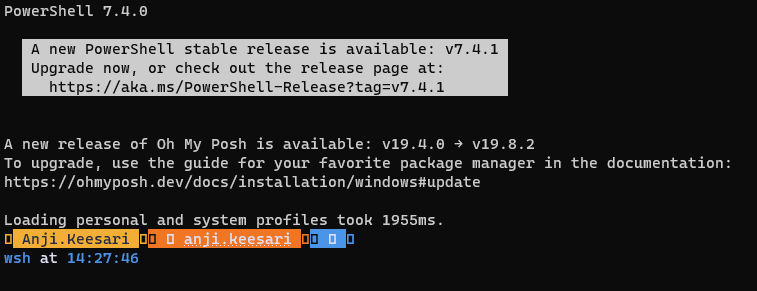 PowerShell 7.4.0
A new PowerShell stable release is available: v7.4.1
Upgrade now, or check out the release page at:
https://aka.ms/PowerShell-Release?tag=v7.4.1
A new release of Oh My Posh is available: v19.4.0 → v19.8.2
To upgrade, use the guide for your favorite package manager in the documentation:
https://ohmyposh.dev/docs/installation/windows#update
Loading personal and system profiles took 1955ms.
▯ Anji.Keesari ▯▯ ▯ anji.keesari ▯▯ ▯ ▯
wsh at 14:27:46